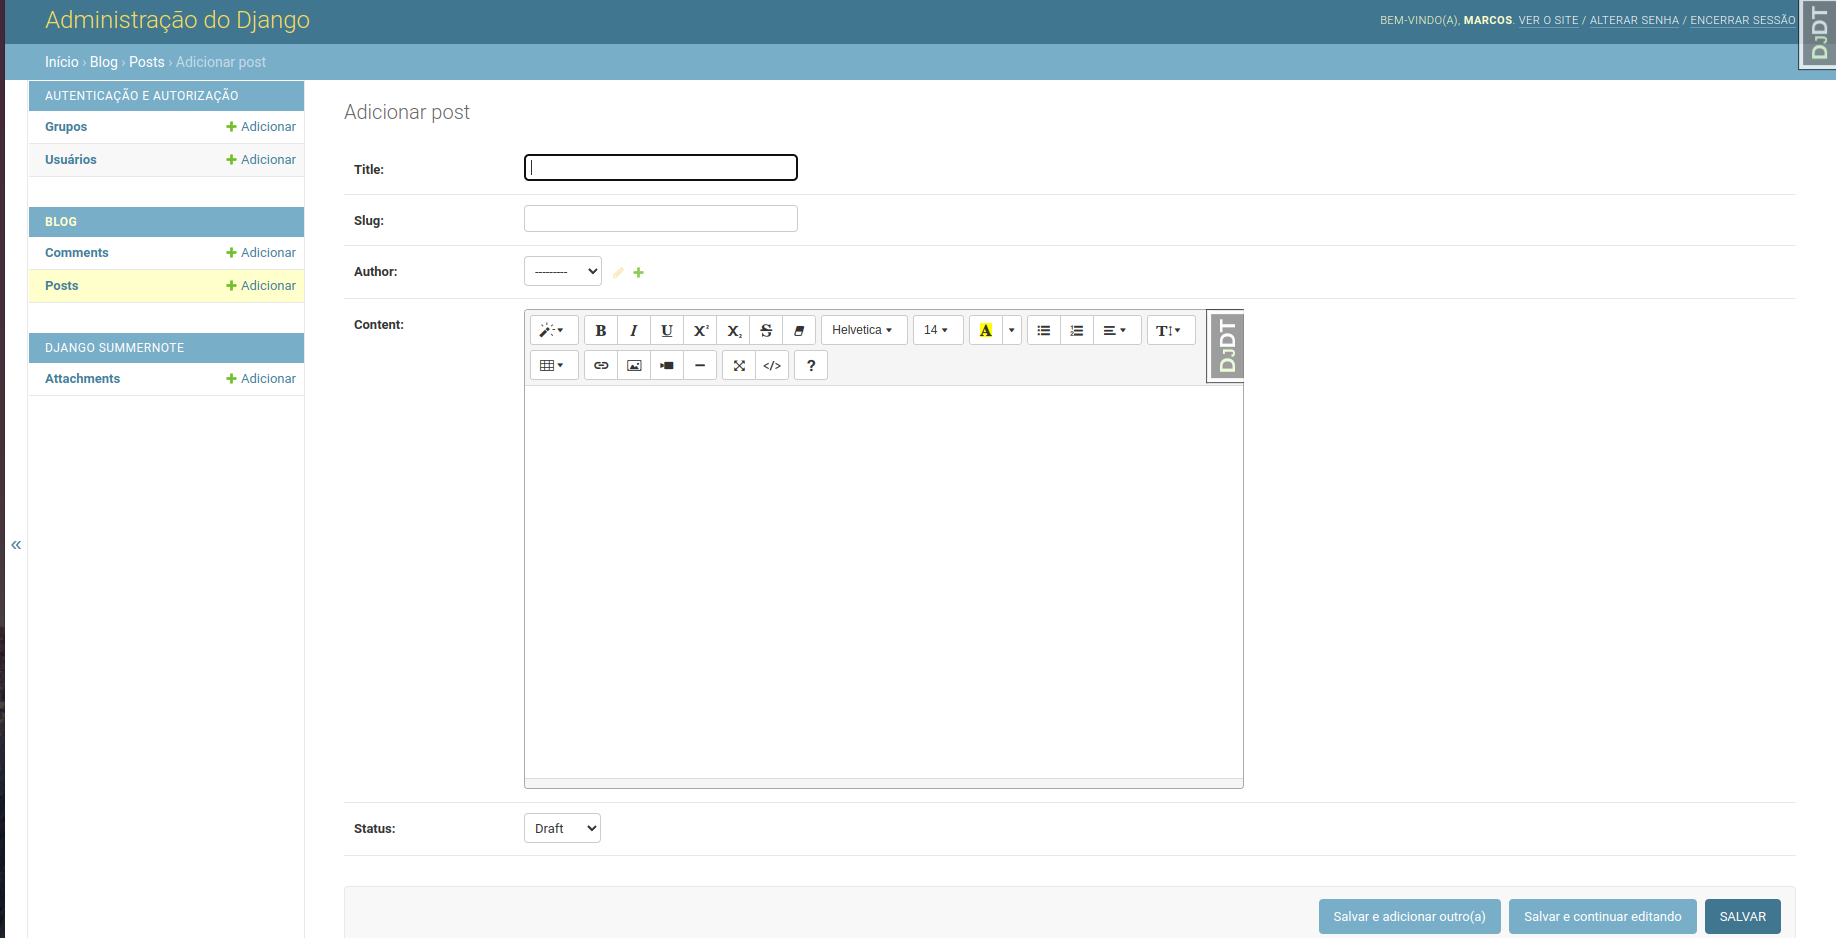 Administração do Django
BEM-VINDO(A), MARCOS. VER O SITE / ALTERAR SENHA / ENCERRAR SESSÃO
DJDT
Início › Blog › Posts › Adicionar post
AUTENTICAÇÃO E AUTORIZAÇÃO
Grupos + Adicionar
Usuários + Adicionar
BLOG
Comments + Adicionar
Posts + Adicionar
DJANGO SUMMERNOTE
Attachments + Adicionar
«
Adicionar post
Title:
Slug:
Author: ---------
Content:
B I U X² X₂ S Helvetica 14 A T
</> ?
DJDT
Status: Draft
Salvar e adicionar outro(a) Salvar e continuar editando SALVAR